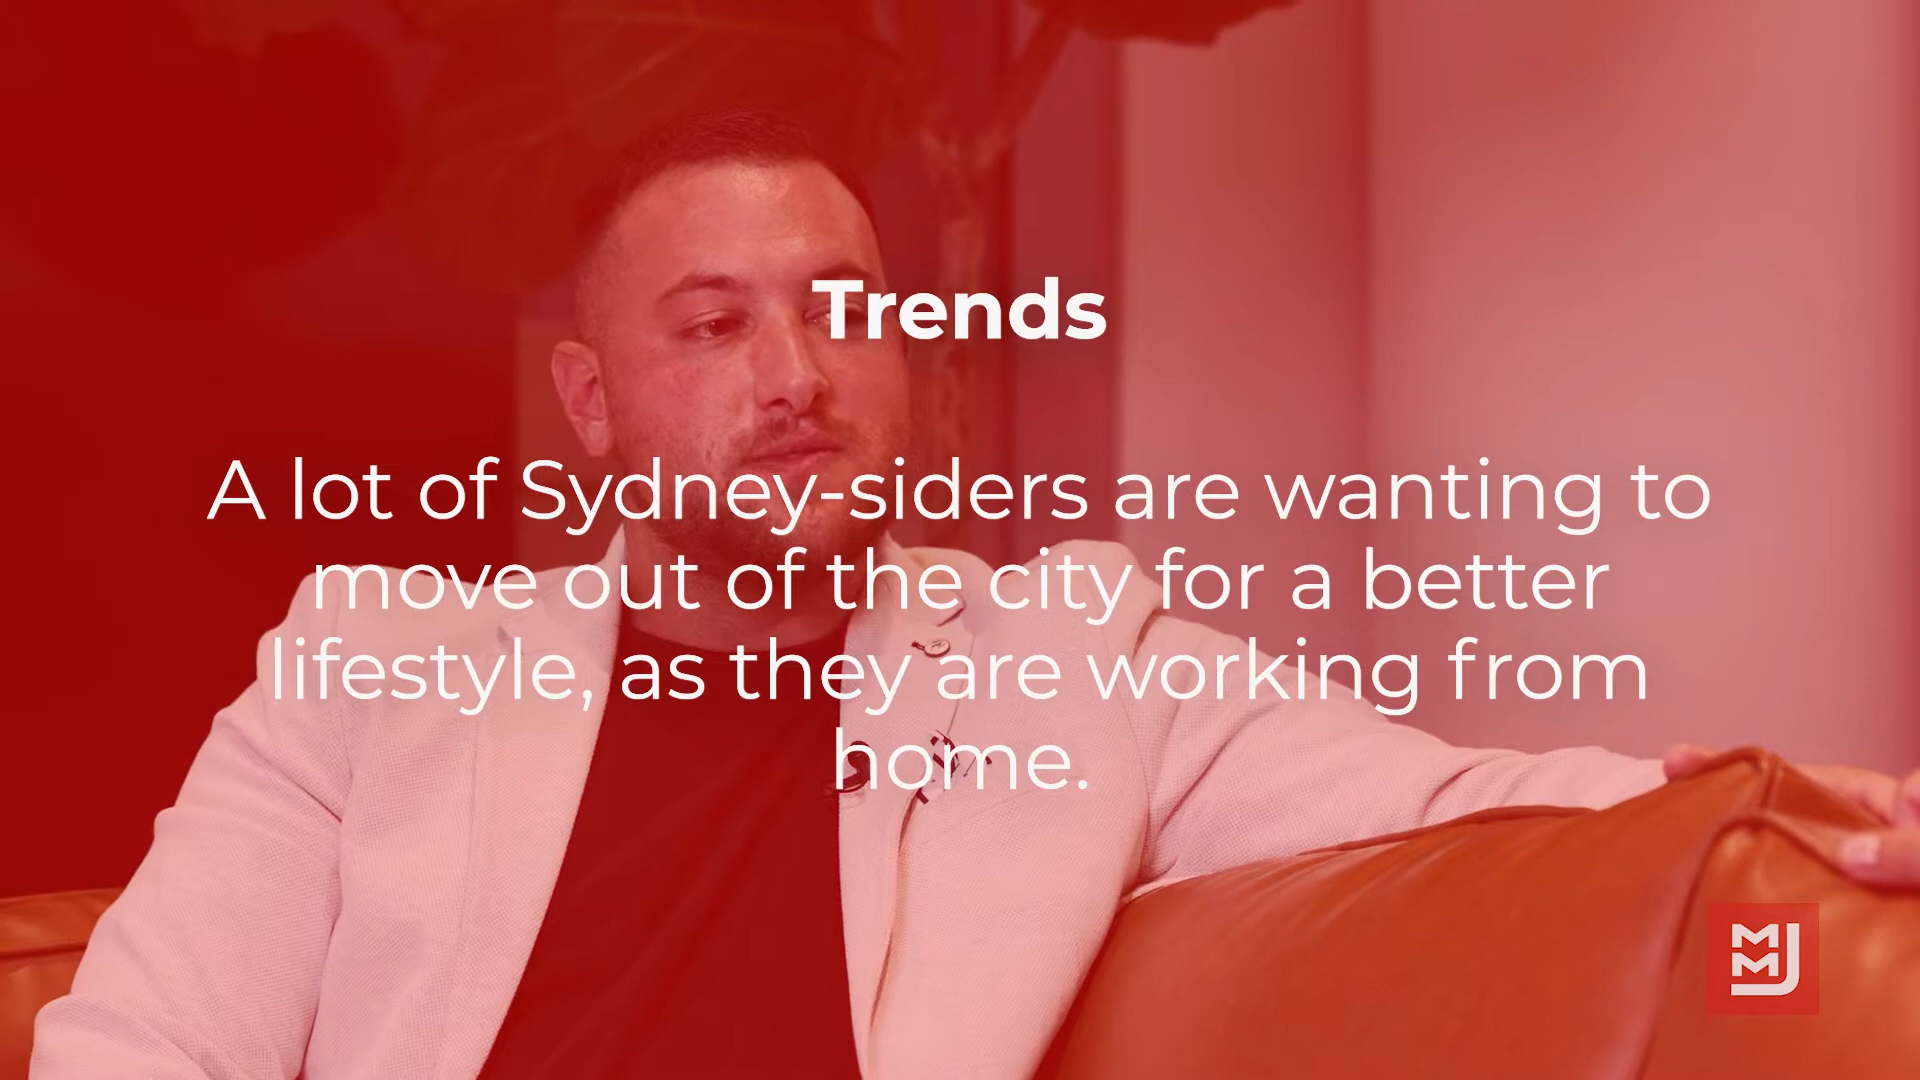 Trends
A lot of Sydney-siders are wanting to
move out of the city for a better
lifestyle, as they are working from
home.
MMJ